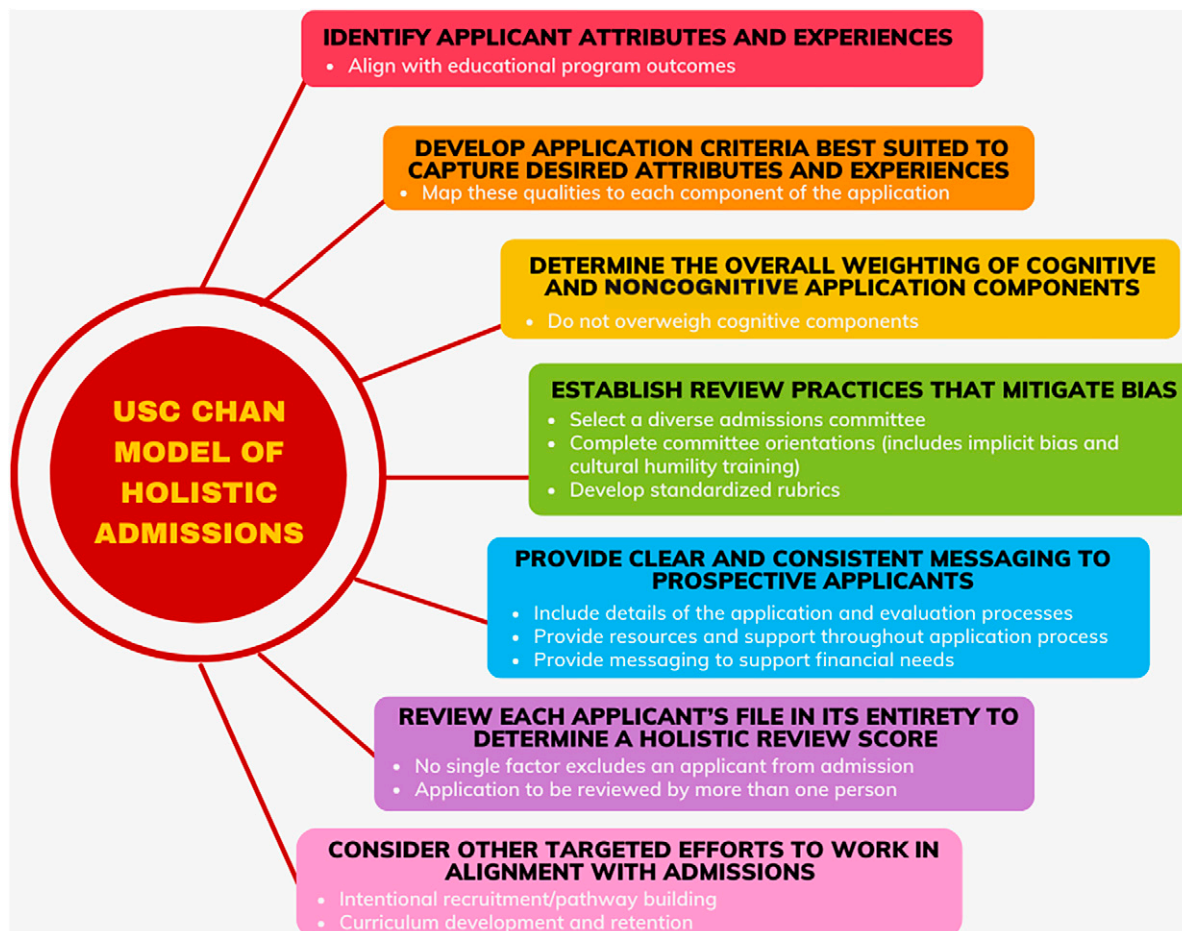 IDENTIFY APPLICANT ATTRIBUTES AND EXPERIENCES
• Align with educational program outcomes
DEVELOP APPLICATION CRITERIA BEST SUITED TO
CAPTURE DESIRED ATTRIBUTES AND EXPERIENCES
• Map these qualities to each component of the application
DETERMINE THE OVERALL WEIGHTING OF COGNITIVE
AND NONCOGNITIVE APPLICATION COMPONENTS
• Do not overweigh cognitive components
ESTABLISH REVIEW PRACTICES THAT MITIGATE BIAS
• Select a diverse admissions committee
• Complete committee orientations (includes implicit bias and
cultural humility training)
• Develop standardized rubrics
USC CHAN
MODEL OF
HOLISTIC
ADMISSIONS
PROVIDE CLEAR AND CONSISTENT MESSAGING TO
PROSPECTIVE APPLICANTS
• Include details of the application and evaluation processes
• Provide resources and support throughout application process
• Provide messaging to support financial needs
REVIEW EACH APPLICANT'S FILE IN ITS ENTIRETY TO
DETERMINE A HOLISTIC REVIEW SCORE
• No single factor excludes an applicant from admission
• Application to be reviewed by more than one person
CONSIDER OTHER TARGETED EFFORTS TO WORK IN
ALIGNMENT WITH ADMISSIONS
• Intentional recruitment/pathway building
• Curriculum development and retention